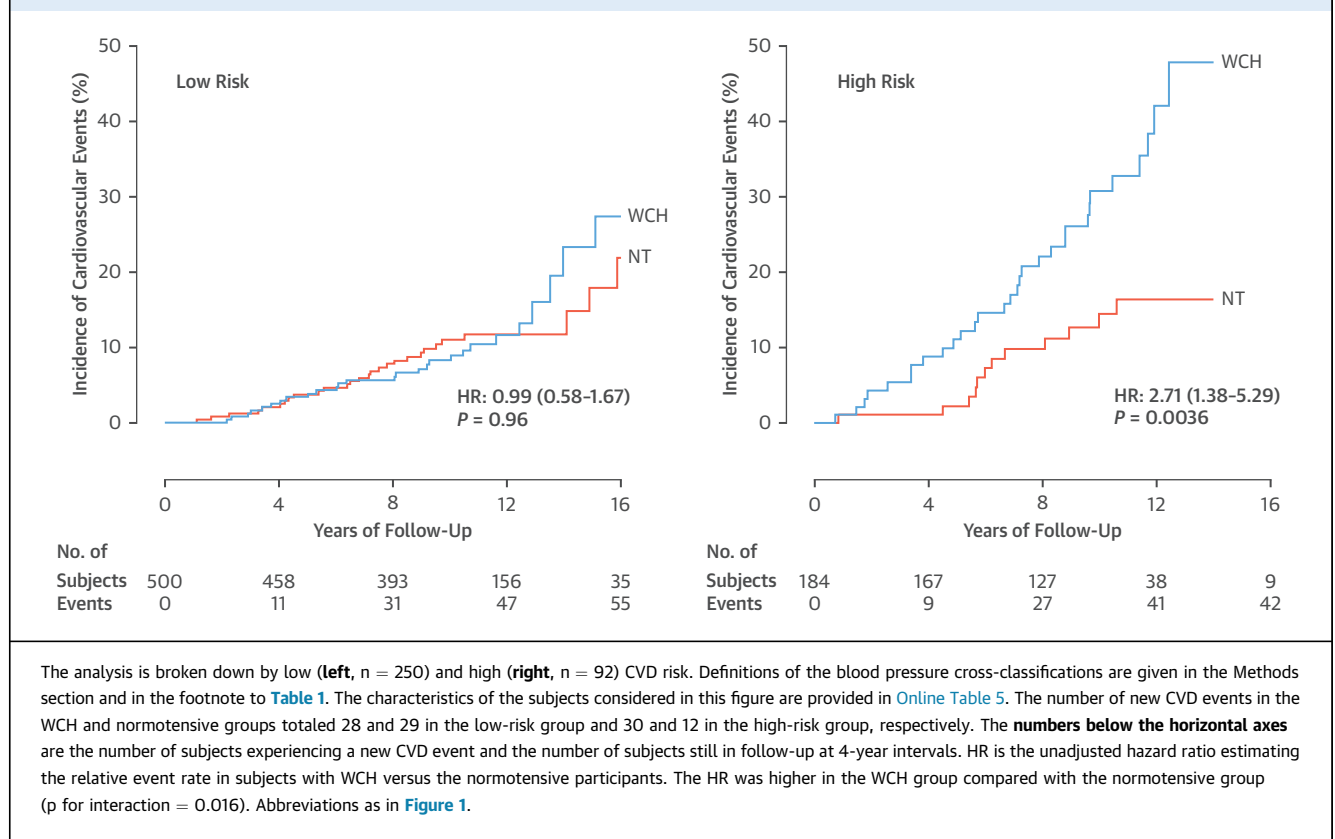 50
40
30
20
10
0
Incidence of Cardiovascular Events (%)
Low Risk
WCH
NT
HR: 0.99 (0.58–1.67)
P = 0.96
0 4 8 12 16
Years of Follow-Up
No. of
Subjects 500 458 393 156 35
Events 0 11 31 47 55
50
40
30
20
10
0
Incidence of Cardiovascular Events (%)
High Risk
WCH
NT
HR: 2.71 (1.38–5.29)
P = 0.0036
0 4 8 12 16
Years of Follow-Up
No. of
Subjects 184 167 127 38 9
Events 0 9 27 41 42
The analysis is broken down by low (left, n = 250) and high (right, n = 92) CVD risk. Definitions of the blood pressure cross-classifications are given in the Methods
section and in the footnote to Table 1. The characteristics of the subjects considered in this figure are provided in Online Table 5. The number of new CVD events in the
WCH and normotensive groups totaled 28 and 29 in the low-risk group and 30 and 12 in the high-risk group, respectively. The numbers below the horizontal axes
are the number of subjects experiencing a new CVD event and the number of subjects still in follow-up at 4-year intervals. HR is the unadjusted hazard ratio estimating
the relative event rate in subjects with WCH versus the normotensive participants. The HR was higher in the WCH group compared with the normotensive group
(p for interaction = 0.016). Abbreviations as in Figure 1.